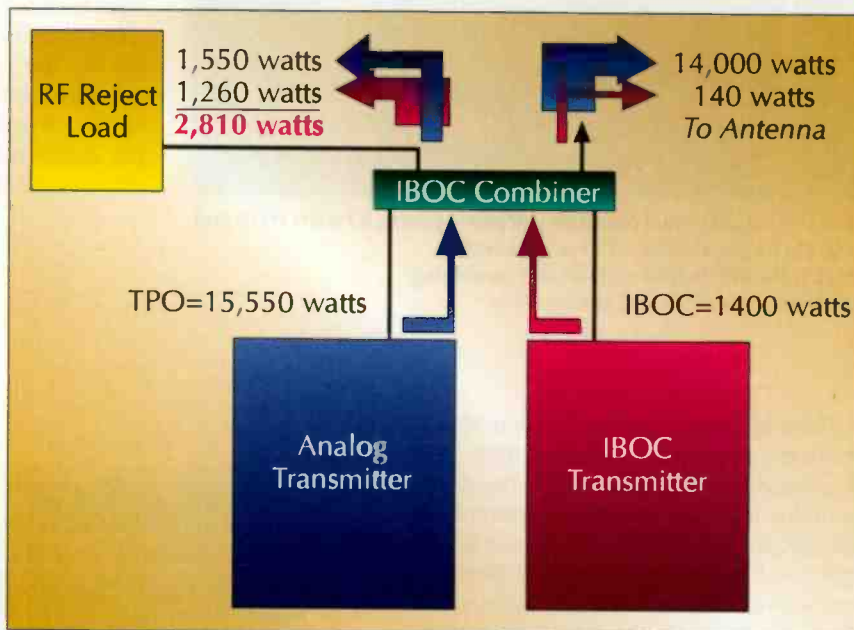 RF Reject
Load
1,550 watts
1,260 watts
2,810 watts
14,000 watts
140 watts
To Antenna
IBOC Combiner
TPO=15,550 watts
IBOC=1400 watts
Analog
Transmitter
IBOC
Transmitter